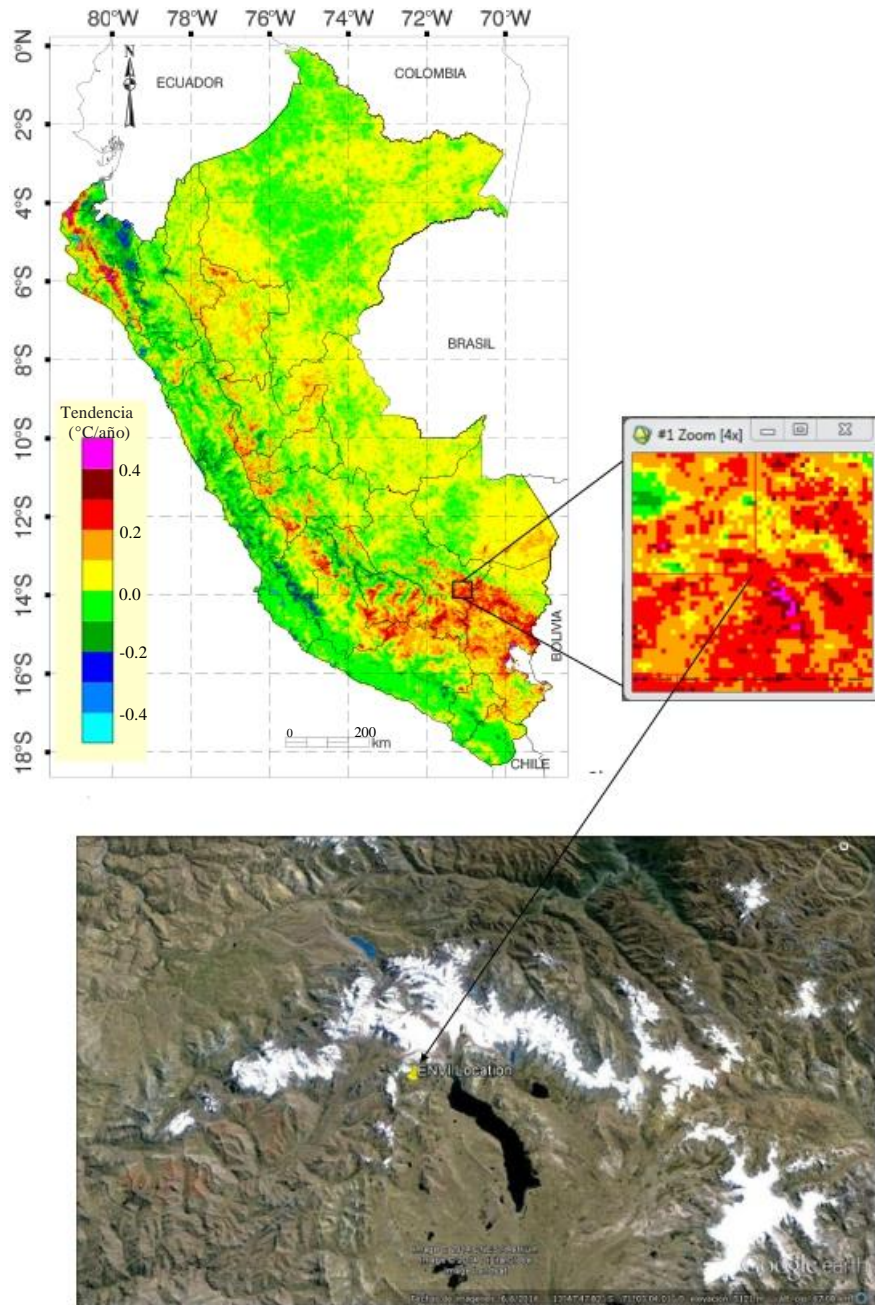 80°W 78°W 76°W 74°W 72°W 70°W
0°N
2°S
4°S
6°S
8°S
10°S
12°S
14°S
16°S
18°S
N
ECUADOR
COLOMBIA
BRASIL
BOLIVIA
CHILE
Tendencia
(°C/año)
0.4
0.2
0.0
-0.2
-0.4
0 200
km
#1 Zoom [4x]
ENVI Location
Google earth